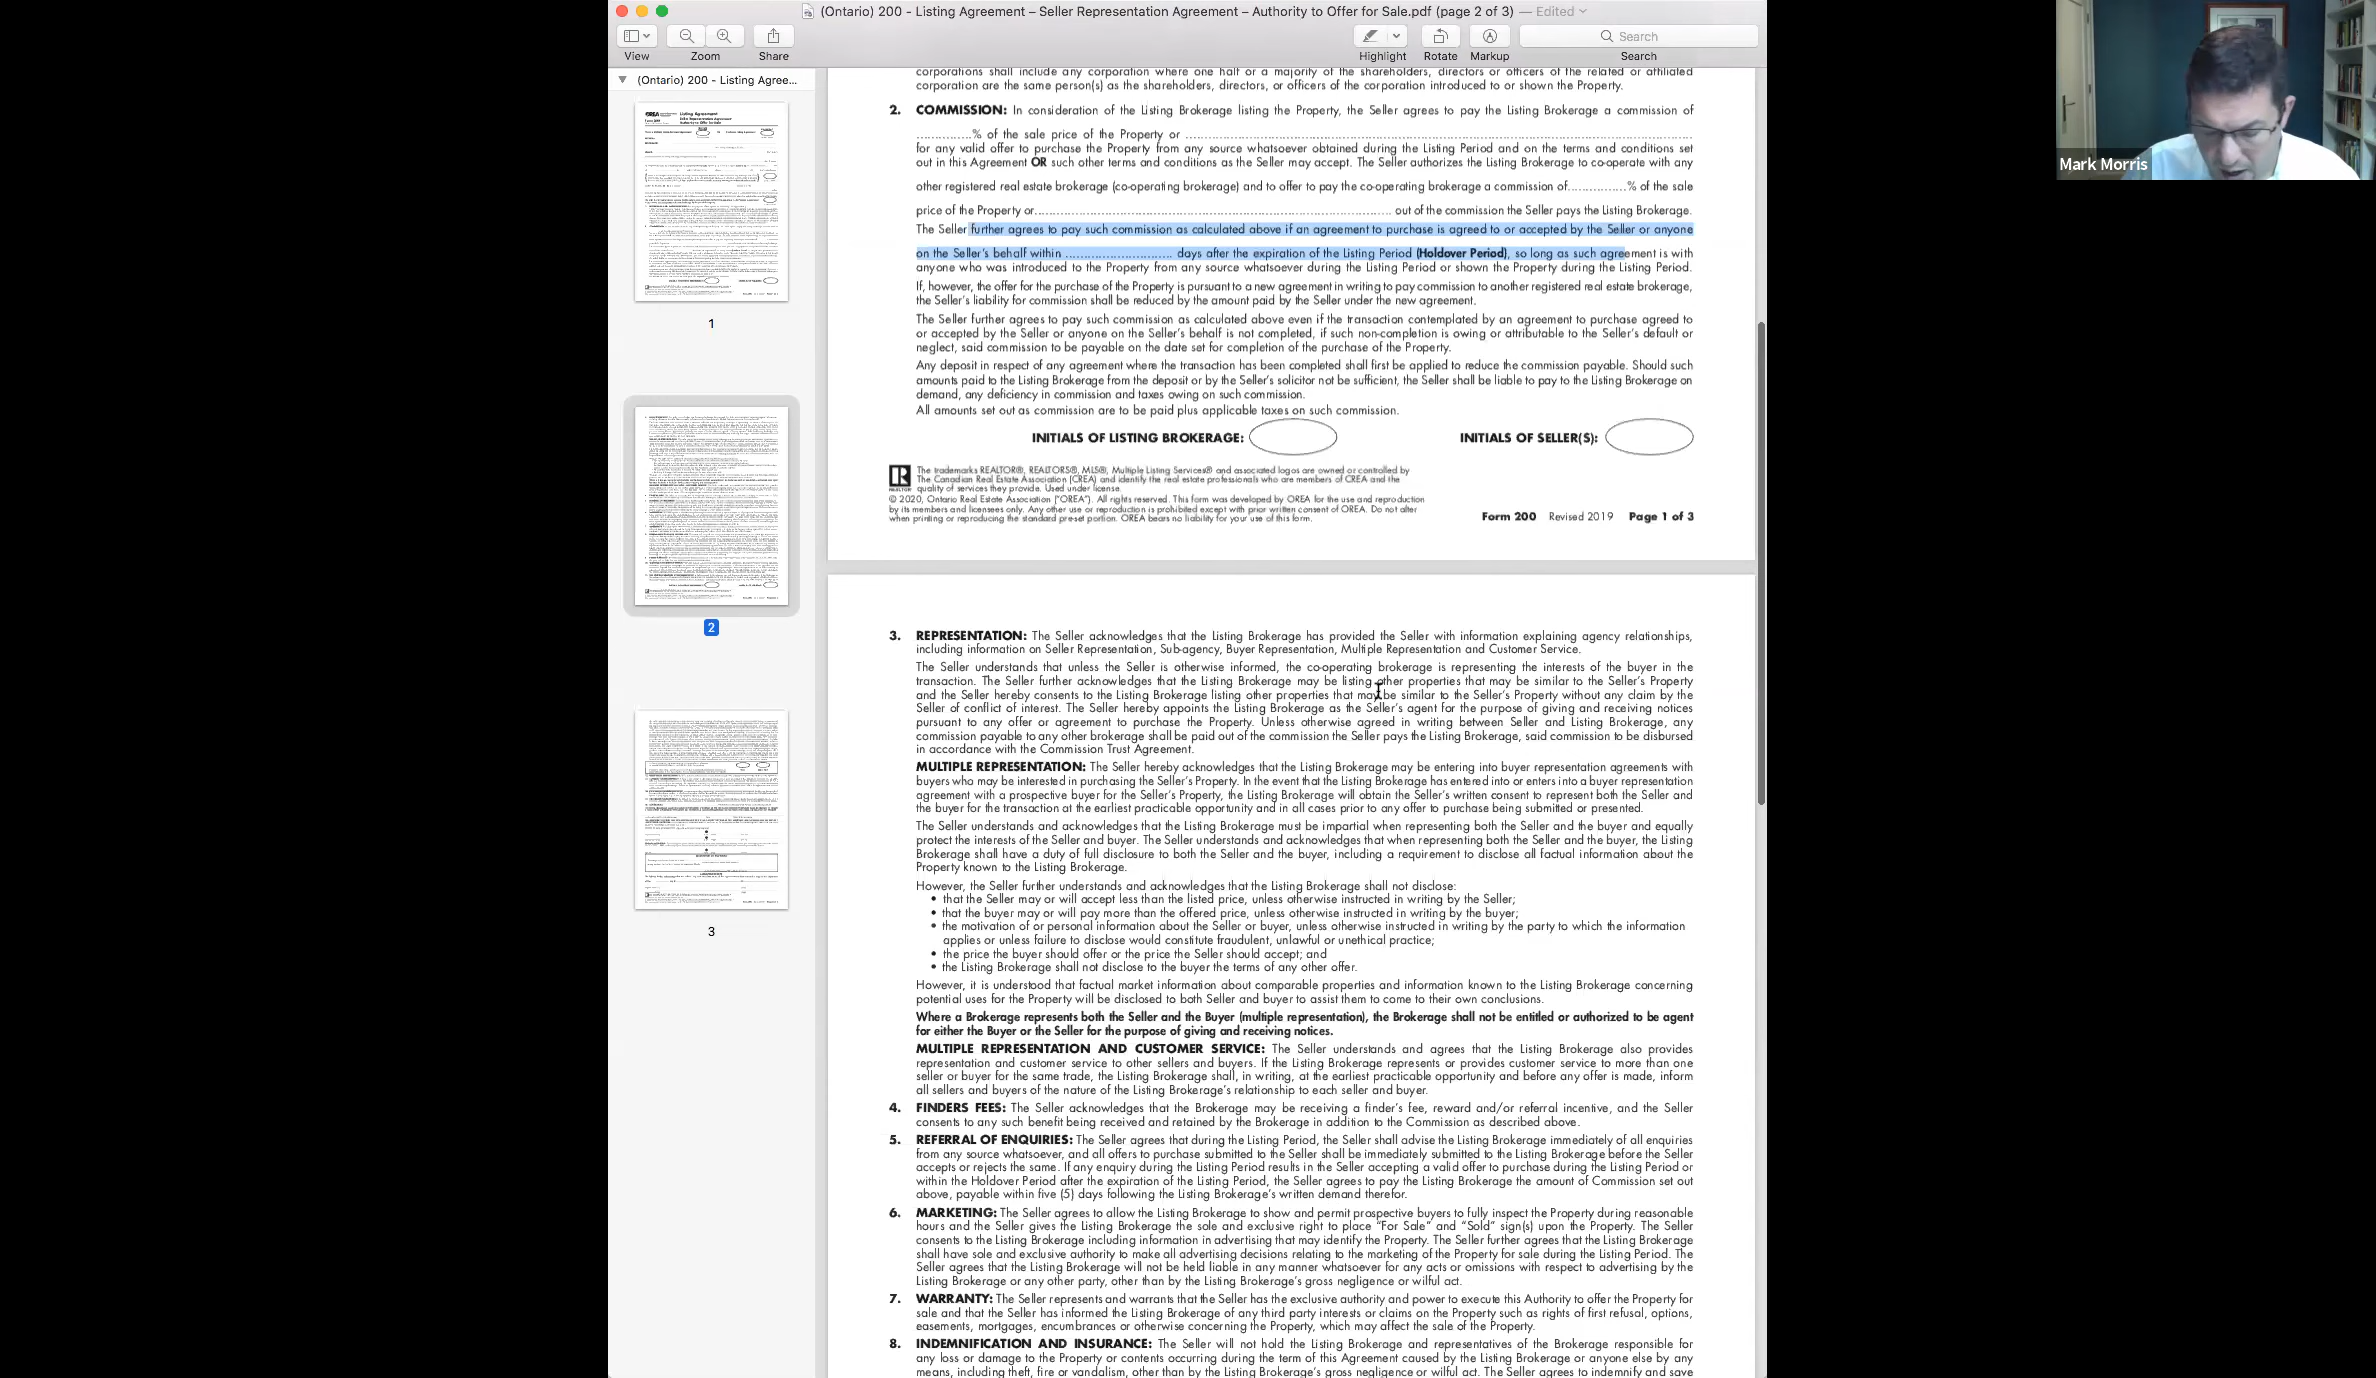 (Ontario) 200 - Listing Agreement – Seller Representation Agreement – Authority to Offer for Sale.pdf (page 2 of 3) — Edited
Search
View
Zoom
Share
Highlight
Rotate
Markup
Search
(Ontario) 200 - Listing Agree...
1
2
3
Mark Morris
corporations shall include any corporation where one half or a majority of the shareholders, directors or officers of the related or affiliated
corporation are the same person(s) as the shareholders, directors, or officers of the corporation introduced to or shown the Property.
2. COMMISSION: In consideration of the Listing Brokerage listing the Property, the Seller agrees to pay the Listing Brokerage a commission of
..............% of the sale price of the Property or ..............................................................................................................................
for any valid offer to purchase the Property from any source whatsoever obtained during the Listing Period and on the terms and conditions set
out in this Agreement OR such other terms and conditions as the Seller may accept. The Seller authorizes the Listing Brokerage to co-operate with any
other registered real estate brokerage (co-operating brokerage) and to offer to pay the co-operating brokerage a commission of...............% of the sale
price of the Property or......................................................................................... out of the commission the Seller pays the Listing Brokerage.
The Seller further agrees to pay such commission as calculated above if an agreement to purchase is agreed to or accepted by the Seller or anyone
on the Seller's behalf within ........................... days after the expiration of the Listing Period (Holdover Period), so long as such agreement is with
anyone who was introduced to the Property from any source whatsoever during the Listing Period or shown the Property during the Listing Period.
If, however, the offer for the purchase of the Property is pursuant to a new agreement in writing to pay commission to another registered real estate brokerage,
the Seller's liability for commission shall be reduced by the amount paid by the Seller under the new agreement.
The Seller further agrees to pay such commission as calculated above even if the transaction contemplated by an agreement to purchase agreed to
or accepted by the Seller or anyone on the Seller's behalf is not completed, if such non-completion is owing or attributable to the Seller's default or
neglect, said commission to be payable on the date set for completion of the purchase of the Property.
Any deposit in respect of any agreement where the transaction has been completed shall first be applied to reduce the commission payable. Should such
amounts paid to the Listing Brokerage from the deposit or by the Seller's solicitor not be sufficient, the Seller shall be liable to pay to the Listing Brokerage on
demand, any deficiency in commission and taxes owing on such commission.
All amounts set out as commission are to be paid plus applicable taxes on such commission.
INITIALS OF LISTING BROKERAGE: INITIALS OF SELLER(S):
The trademarks REALTOR®, REALTORS®, MLS®, Multiple Listing Services® and associated logos are owned or controlled by
The Canadian Real Estate Association (CREA) and identify the real estate professionals who are members of CREA and the
quality of services they provide. Used under license.
© 2020, Ontario Real Estate Association ("OREA"). All rights reserved. This form was developed by OREA for the use and reproduction
by its members and licensees only. Any other use or reproduction is prohibited except with prior written consent of OREA. Do not alter
when printing or reproducing the standard pre-set portion. OREA bears no liability for your use of this form.
Form 200 Revised 2019 Page 1 of 3
3. REPRESENTATION: The Seller acknowledges that the Listing Brokerage has provided the Seller with information explaining agency relationships,
including information on Seller Representation, Sub-agency, Buyer Representation, Multiple Representation and Customer Service.
The Seller understands that unless the Seller is otherwise informed, the co-operating brokerage is representing the interests of the buyer in the
transaction. The Seller further acknowledges that the Listing Brokerage may be listing other properties that may be similar to the Seller's Property
and the Seller hereby consents to the Listing Brokerage listing other properties that may be similar to the Seller's Property without any claim by the
Seller of conflict of interest. The Seller hereby appoints the Listing Brokerage as the Seller's agent for the purpose of giving and receiving notices
pursuant to any offer or agreement to purchase the Property. Unless otherwise agreed in writing between Seller and Listing Brokerage, any
commission payable to any other brokerage shall be paid out of the commission the Seller pays the Listing Brokerage, said commission to be disbursed
in accordance with the Commission Trust Agreement.
MULTIPLE REPRESENTATION: The Seller hereby acknowledges that the Listing Brokerage may be entering into buyer representation agreements with
buyers who may be interested in purchasing the Seller's Property. In the event that the Listing Brokerage has entered into or enters into a buyer representation
agreement with a prospective buyer for the Seller's Property, the Listing Brokerage will obtain the Seller's written consent to represent both the Seller and
the buyer for the transaction at the earliest practicable opportunity and in all cases prior to any offer to purchase being submitted or presented.
The Seller understands and acknowledges that the Listing Brokerage must be impartial when representing both the Seller and the buyer and equally
protect the interests of the Seller and buyer. The Seller understands and acknowledges that when representing both the Seller and the buyer, the Listing
Brokerage shall have a duty of full disclosure to both the Seller and the buyer, including a requirement to disclose all factual information about the
Property known to the Listing Brokerage.
However, the Seller further understands and acknowledges that the Listing Brokerage shall not disclose:
• that the Seller may or will accept less than the listed price, unless otherwise instructed in writing by the Seller;
• that the buyer may or will pay more than the offered price, unless otherwise instructed in writing by the buyer;
• the motivation of or personal information about the Seller or buyer, unless otherwise instructed in writing by the party to which the information
applies or unless failure to disclose would constitute fraudulent, unlawful or unethical practice;
• the price the buyer should offer or the price the Seller should accept; and
• the Listing Brokerage shall not disclose to the buyer the terms of any other offer.
However, it is understood that factual market information about comparable properties and information known to the Listing Brokerage concerning
potential uses for the Property will be disclosed to both Seller and buyer to assist them to come to their own conclusions.
Where a Brokerage represents both the Seller and the Buyer (multiple representation), the Brokerage shall not be entitled or authorized to be agent
for either the Buyer or the Seller for the purpose of giving and receiving notices.
MULTIPLE REPRESENTATION AND CUSTOMER SERVICE: The Seller understands and agrees that the Listing Brokerage also provides
representation and customer service to other sellers and buyers. If the Listing Brokerage represents or provides customer service to more than one
seller or buyer for the same trade, the Listing Brokerage shall, in writing, at the earliest practicable opportunity and before any offer is made, inform
all sellers and buyers of the nature of the Listing Brokerage's relationship to each seller and buyer.
4. FINDERS FEES: The Seller acknowledges that the Brokerage may be receiving a finder's fee, reward and/or referral incentive, and the Seller
consents to any such benefit being received and retained by the Brokerage in addition to the Commission as described above.
5. REFERRAL OF ENQUIRIES: The Seller agrees that during the Listing Period, the Seller shall advise the Listing Brokerage immediately of all enquiries
from any source whatsoever, and all offers to purchase submitted to the Seller shall be immediately submitted to the Listing Brokerage before the Seller
accepts or rejects the same. If any enquiry during the Listing Period results in the Seller accepting a valid offer to purchase during the Listing Period or
within the Holdover Period after the expiration of the Listing Period, the Seller agrees to pay the Listing Brokerage the amount of Commission set out
above, payable within five (5) days following the Listing Brokerage's written demand therefor.
6. MARKETING: The Seller agrees to allow the Listing Brokerage to show and permit prospective buyers to fully inspect the Property during reasonable
hours and the Seller gives the Listing Brokerage the sole and exclusive right to place "For Sale" and "Sold" sign(s) upon the Property. The Seller
consents to the Listing Brokerage including information in advertising that may identify the Property. The Seller further agrees that the Listing Brokerage
shall have sole and exclusive authority to make all advertising decisions relating to the marketing of the Property for sale during the Listing Period. The
Seller agrees that the Listing Brokerage will not be held liable in any manner whatsoever for any acts or omissions with respect to advertising by the
Listing Brokerage or any other party, other than by the Listing Brokerage's gross negligence or wilful act.
7. WARRANTY: The Seller represents and warrants that the Seller has the exclusive authority and power to execute this Authority to offer the Property for
sale and that the Seller has informed the Listing Brokerage of any third party interests or claims on the Property such as rights of first refusal, options,
easements, mortgages, encumbrances or otherwise concerning the Property, which may affect the sale of the Property.
8. INDEMNIFICATION AND INSURANCE: The Seller will not hold the Listing Brokerage and representatives of the Brokerage responsible for
any loss or damage to the Property or contents occurring during the term of this Agreement caused by the Listing Brokerage or anyone else by any
means, including theft, fire or vandalism, other than by the Listing Brokerage's gross negligence or wilful act. The Seller agrees to indemnify and save